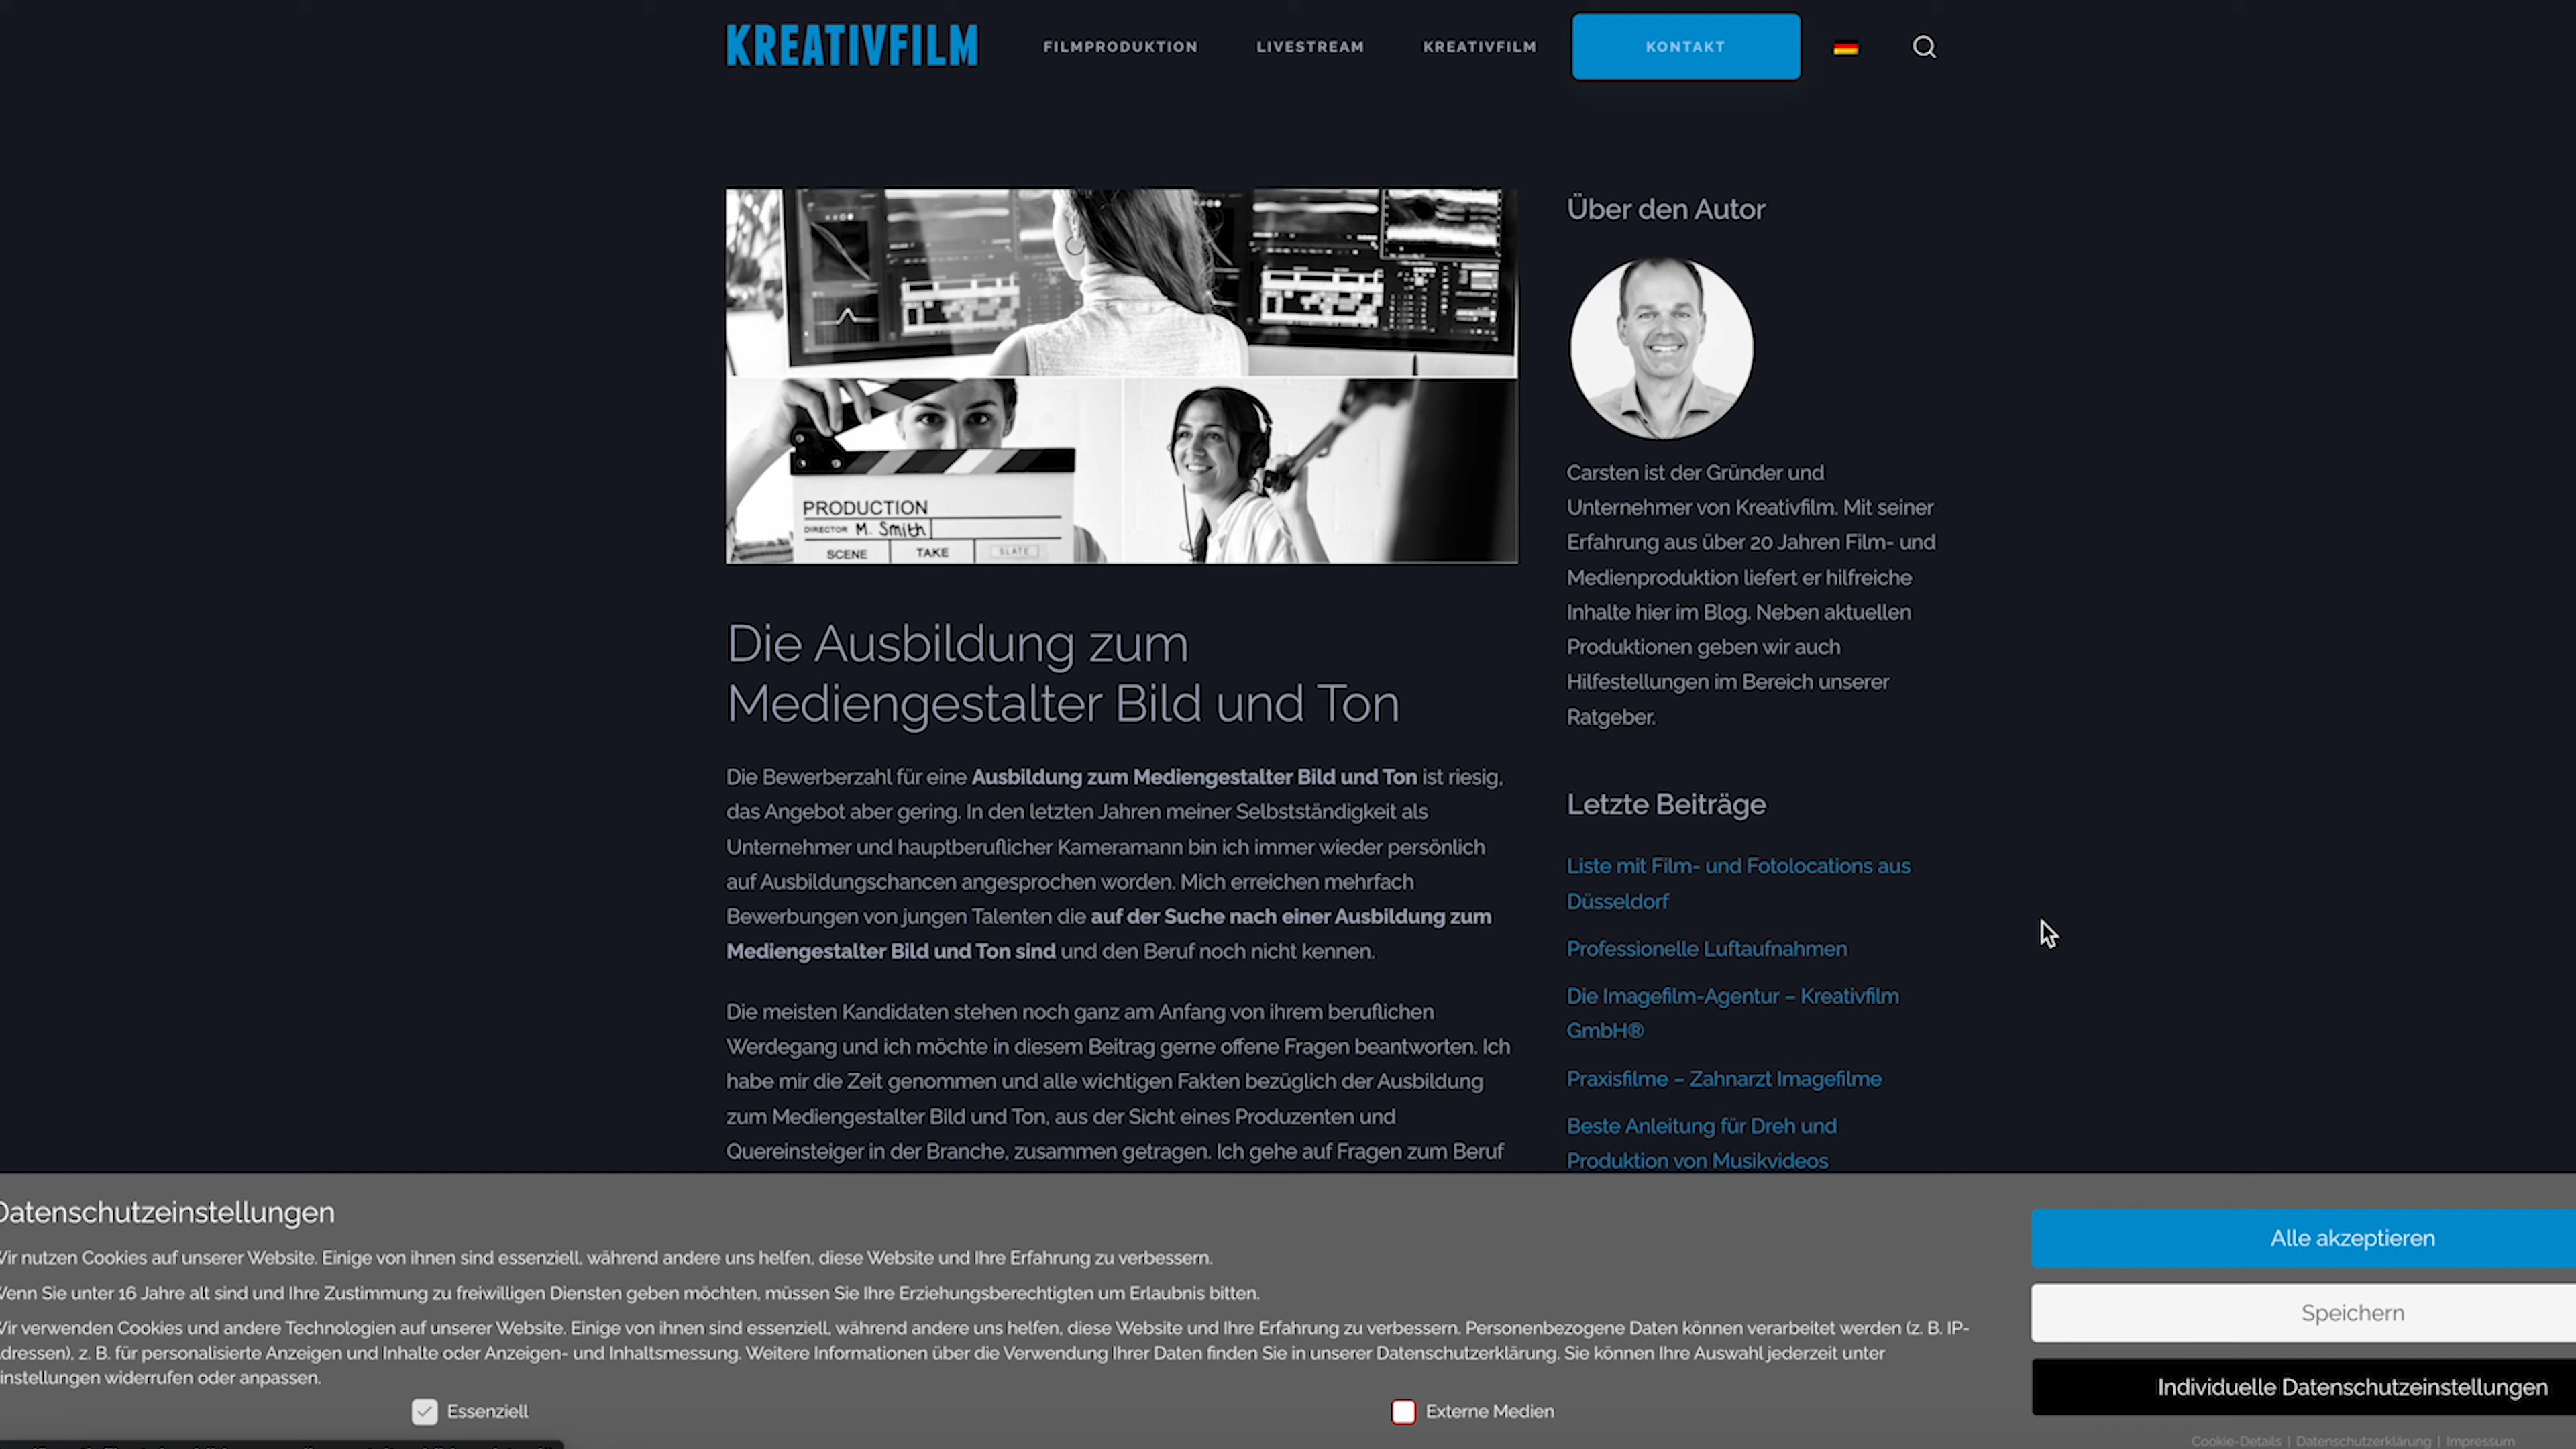 KREATIVFILM
FILMPRODUKTION
LIVESTREAM
KREATIVFILM
KONTAKT
PRODUCTION
DIRECTOR M. Smith
SCENE TAKE SLATE
Die Ausbildung zum
Mediengestalter Bild und Ton
Die Bewerberzahl für eine Ausbildung zum Mediengestalter Bild und Ton ist riesig,
das Angebot aber gering. In den letzten Jahren meiner Selbstständigkeit als
Unternehmer und hauptberuflicher Kameramann bin ich immer wieder persönlich
auf Ausbildungschancen angesprochen worden. Mich erreichen mehrfach
Bewerbungen von jungen Talenten die auf der Suche nach einer Ausbildung zum
Mediengestalter Bild und Ton sind und den Beruf noch nicht kennen.
Die meisten Kandidaten stehen noch ganz am Anfang von ihrem beruflichen
Werdegang und ich möchte in diesem Beitrag gerne offene Fragen beantworten. Ich
habe mir die Zeit genommen und alle wichtigen Fakten bezüglich der Ausbildung
zum Mediengestalter Bild und Ton, aus der Sicht eines Produzenten und
Quereinsteiger in der Branche, zusammen getragen. Ich gehe auf Fragen zum Beruf
Über den Autor
Carsten ist der Gründer und
Unternehmer von Kreativfilm. Mit seiner
Erfahrung aus über 20 Jahren Film- und
Medienproduktion liefert er hilfreiche
Inhalte hier im Blog. Neben aktuellen
Produktionen geben wir auch
Hilfestellungen im Bereich unserer
Ratgeber.
Letzte Beiträge
Liste mit Film- und Fotolocations aus
Düsseldorf
Professionelle Luftaufnahmen
Die Imagefilm-Agentur – Kreativfilm
GmbH®
Praxisfilme – Zahnarzt Imagefilme
Beste Anleitung für Dreh und
Produktion von Musikvideos
Datenschutzeinstellungen
Wir nutzen Cookies auf unserer Website. Einige von ihnen sind essenziell, während andere uns helfen, diese Website und Ihre Erfahrung zu verbessern.
Wenn Sie unter 16 Jahre alt sind und Ihre Zustimmung zu freiwilligen Diensten geben möchten, müssen Sie Ihre Erziehungsberechtigten um Erlaubnis bitten.
Wir verwenden Cookies und andere Technologien auf unserer Website. Einige von ihnen sind essenziell, während andere uns helfen, diese Website und Ihre Erfahrung zu verbessern. Personenbezogene Daten können verarbeitet werden (z. B. IP-
dressen), z. B. für personalisierte Anzeigen und Inhalte oder Anzeigen- und Inhaltsmessung. Weitere Informationen über die Verwendung Ihrer Daten finden Sie in unserer Datenschutzerklärung. Sie können Ihre Auswahl jederzeit unter
instellungen widerrufen oder anpassen.
Essenziell
Externe Medien
Alle akzeptieren
Speichern
Individuelle Datenschutzeinstellungen
Cookie-Details | Datenschutzerklärung | Impressum